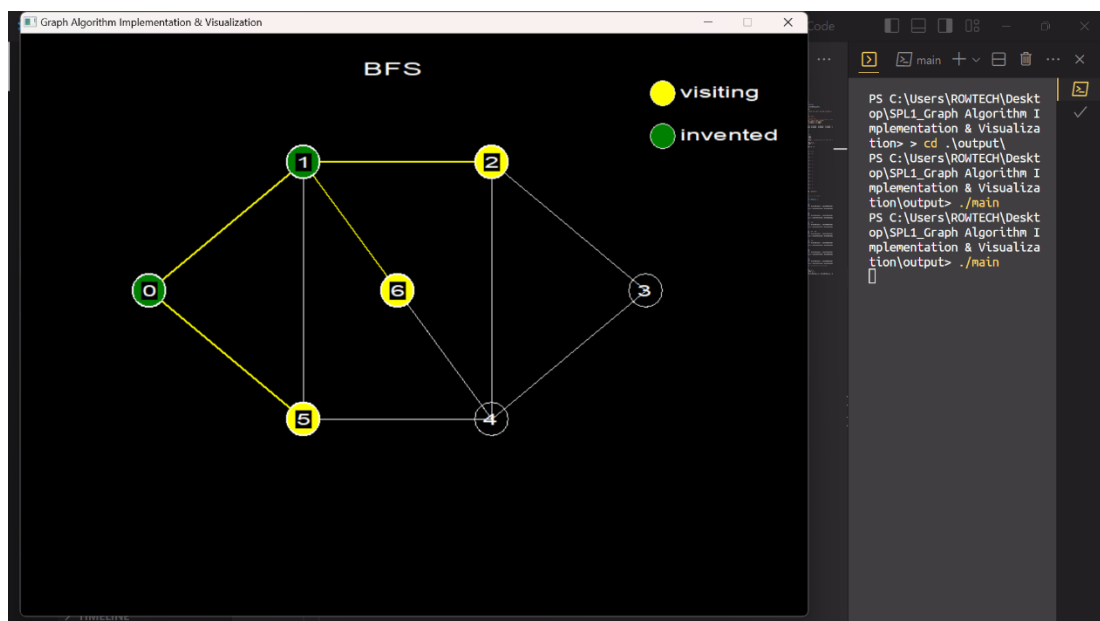 Graph Algorithm Implementation & Visualization
Code
BFS
visiting
invented
1
2
0
6
3
5
4
main
PS C:\Users\ROWTECH\Deskt
op\SPL1_Graph Algorithm I
mplementation & Visualiza
tion> > cd .\output\
PS C:\Users\ROWTECH\Deskt
op\SPL1_Graph Algorithm I
mplementation & Visualiza
tion\output> ./main
PS C:\Users\ROWTECH\Deskt
op\SPL1_Graph Algorithm I
mplementation & Visualiza
tion\output> ./main
TIMELINE